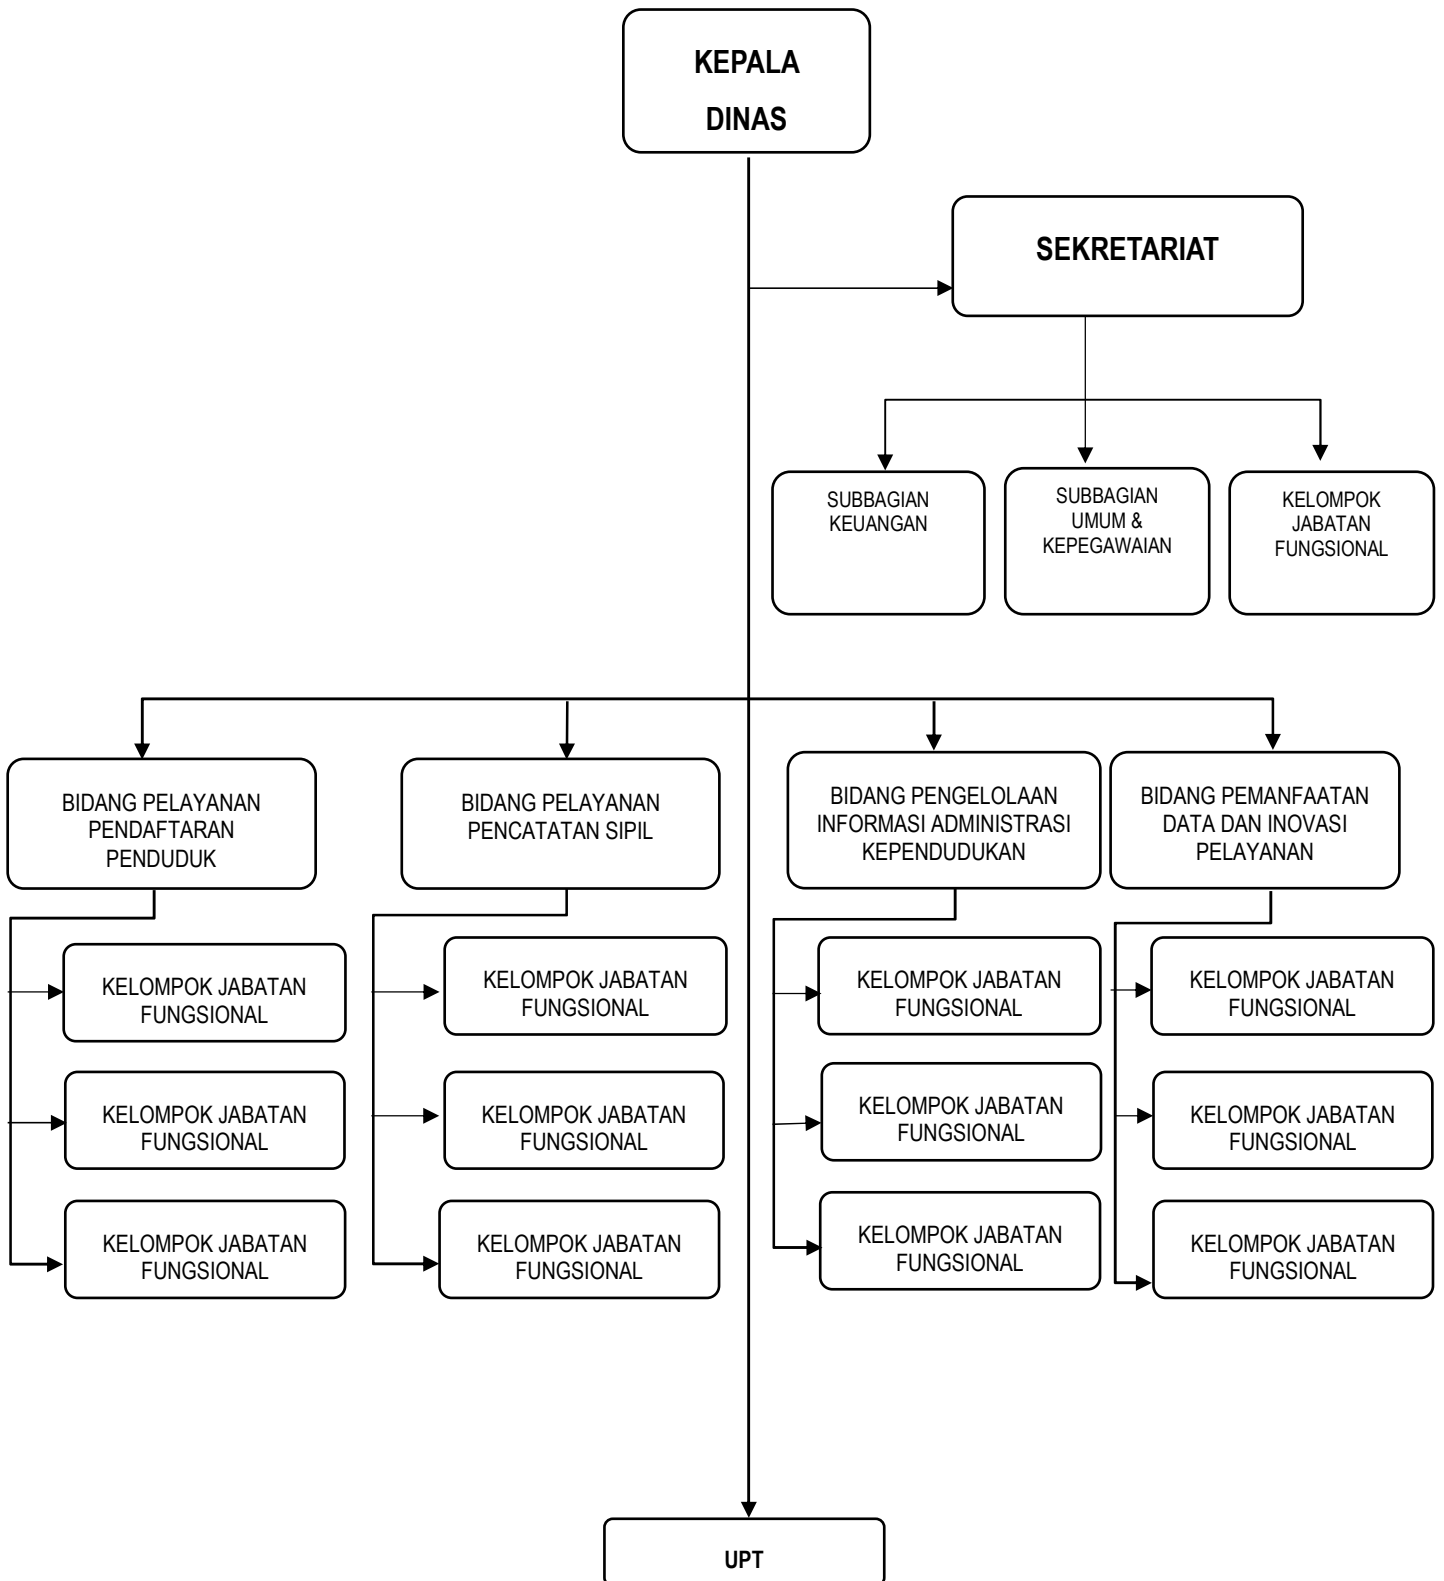 KEPALA
DINAS
SEKRETARIAT
SUBBAGIAN
KEUANGAN
SUBBAGIAN
UMUM &
KEPEGAWAIAN
KELOMPOK
JABATAN
FUNGSIONAL
BIDANG PELAYANAN
PENDAFTARAN
PENDUDUK
BIDANG PELAYANAN
PENCATATAN SIPIL
BIDANG PENGELOLAAN
INFORMASI ADMINISTRASI
KEPENDUDUKAN
BIDANG PEMANFAATAN
DATA DAN INOVASI
PELAYANAN
KELOMPOK JABATAN
FUNGSIONAL
KELOMPOK JABATAN
FUNGSIONAL
KELOMPOK JABATAN
FUNGSIONAL
KELOMPOK JABATAN
FUNGSIONAL
KELOMPOK JABATAN
FUNGSIONAL
KELOMPOK JABATAN
FUNGSIONAL
KELOMPOK JABATAN
FUNGSIONAL
KELOMPOK JABATAN
FUNGSIONAL
KELOMPOK JABATAN
FUNGSIONAL
KELOMPOK JABATAN
FUNGSIONAL
KELOMPOK JABATAN
FUNGSIONAL
KELOMPOK JABATAN
FUNGSIONAL
UPT